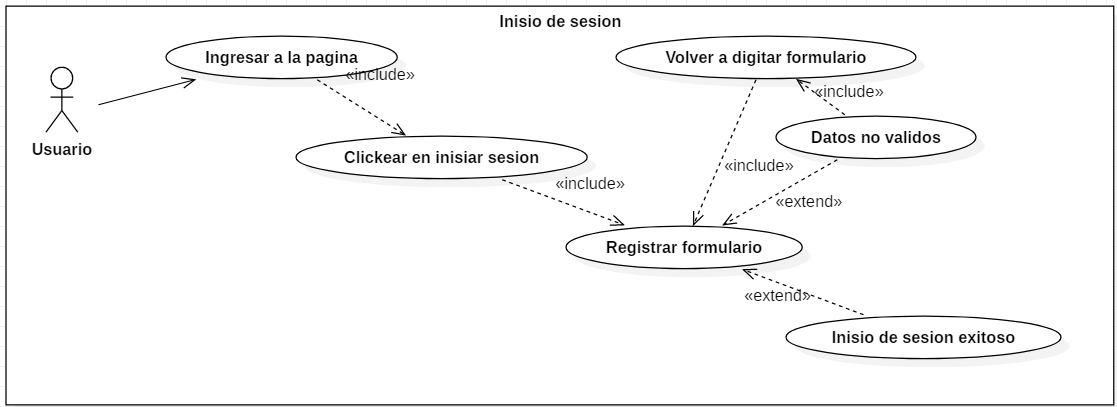 Inisio de sesion
Ingresar a la pagina
«include»
Volver a digitar formulario
«include»
Usuario
Clickear en inisiar sesion
Datos no validos
«include»
«include»
«extend»
Registrar formulario
«extend»
Inisio de sesion exitoso